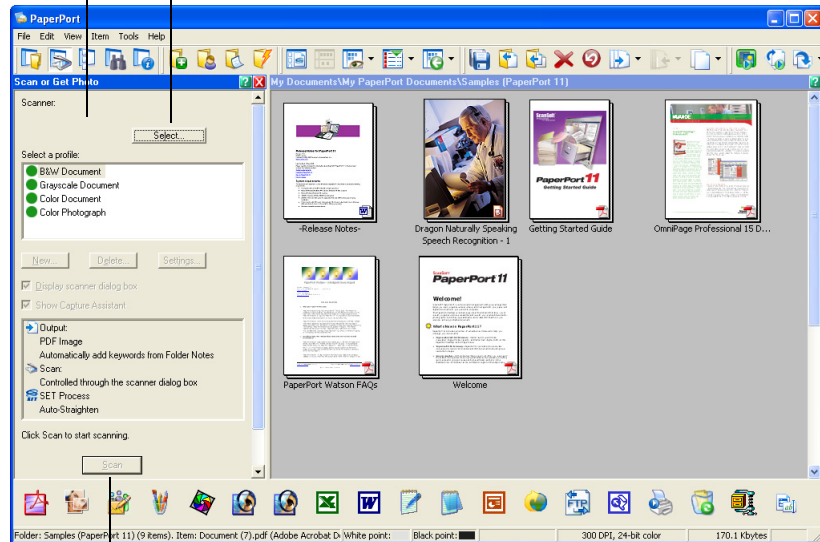 PaperPort
File Edit View Item Tools Help
Scan or Get Photo
My Documents\My PaperPort Documents\Samples (PaperPort 11)
Scanner:
Select...
Select a profile:
B&W Document
Grayscale Document
Color Document
Color Photograph
New... Delete... Settings...
Display scanner dialog box
Show Capture Assistant
Output:
PDF Image
Automatically add keywords from Folder Notes
Scan:
Controlled through the scanner dialog box
SET Process
Auto-Straighten
Click Scan to start scanning.
Scan
-Release Notes-
Dragon Naturally Speaking
Speech Recognition - 1
ScanSoft
PaperPort 11
Getting Started Guide
Getting Started Guide
NUANCE
OmniPage Professional 15 D...
PaperPort Watson FAQs
ScanSoft
PaperPort 11
Welcome!
Welcome
FTP
Folder: Samples (PaperPort 11) (9 items). Item: Document (7).pdf (Adobe Acrobat D White point: Black point: 300 DPI, 24-bit color 170.1 Kbytes